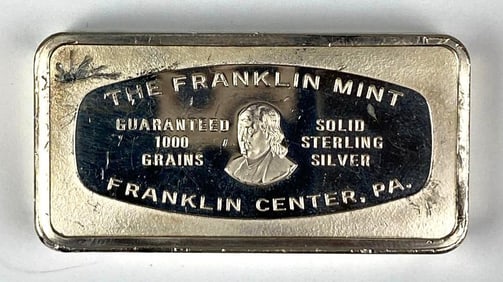 THE FRANKLIN MINT
GUARANTEED
1000
GRAINS
SOLID
STERLING
SILVER
FRANKLIN CENTER, PA.